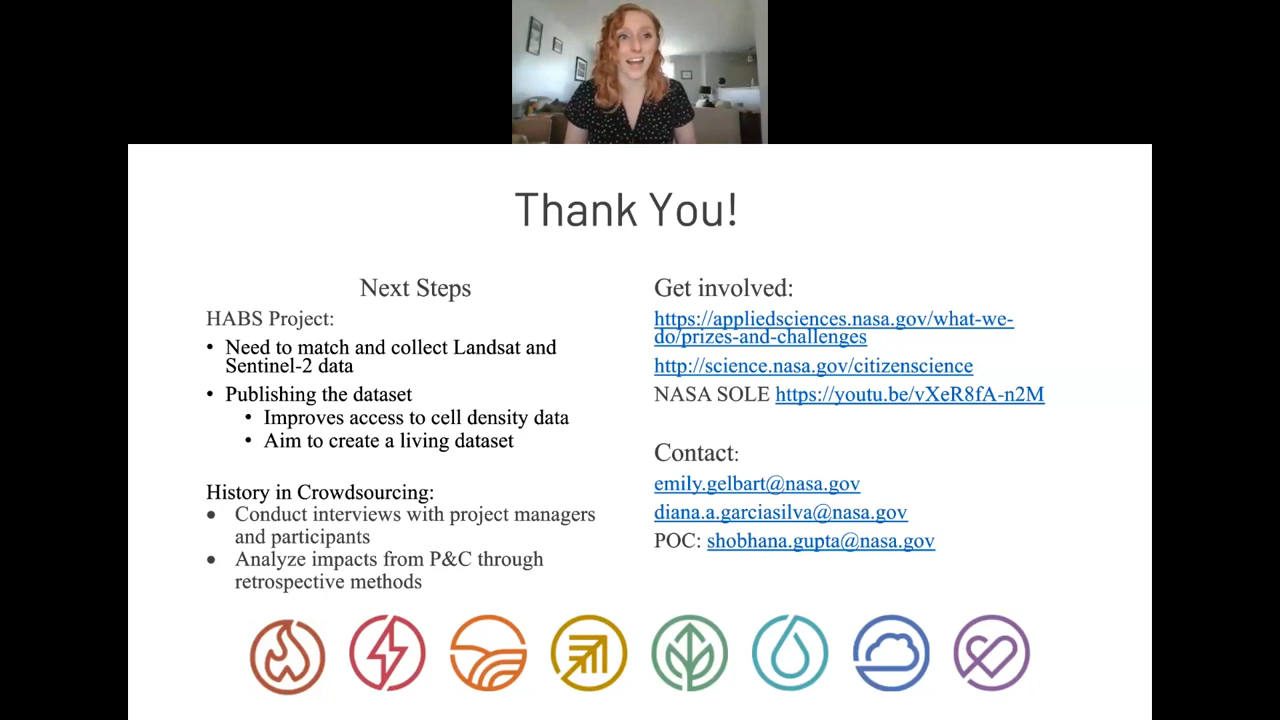 Thank You!
Next Steps
HABS Project:
• Need to match and collect Landsat and
Sentinel-2 data
• Publishing the dataset
• Improves access to cell density data
• Aim to create a living dataset
History in Crowdsourcing:
• Conduct interviews with project managers
and participants
• Analyze impacts from P&C through
retrospective methods
Get involved:
https://appliedsciences.nasa.gov/what-we-
do/prizes-and-challenges
http://science.nasa.gov/citizenscience
NASA SOLE https://youtu.be/vXeR8fA-n2M
Contact:
emily.gelbart@nasa.gov
diana.a.garciasilva@nasa.gov
POC: shobhana.gupta@nasa.gov